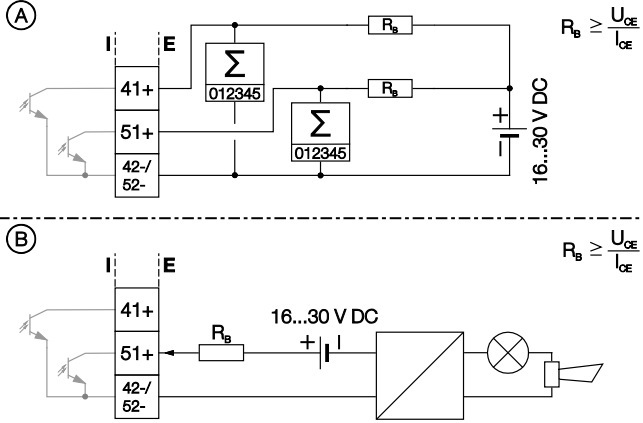 A
I E
R_B
R_B ≥ U_CE / I_CE
Σ
012345
41+
51+
42-/
52-
R_B
Σ
012345
+
–
16...30 V DC
B
I E
R_B ≥ U_CE / I_CE
41+
51+
42-/
52-
R_B
16...30 V DC
+ –